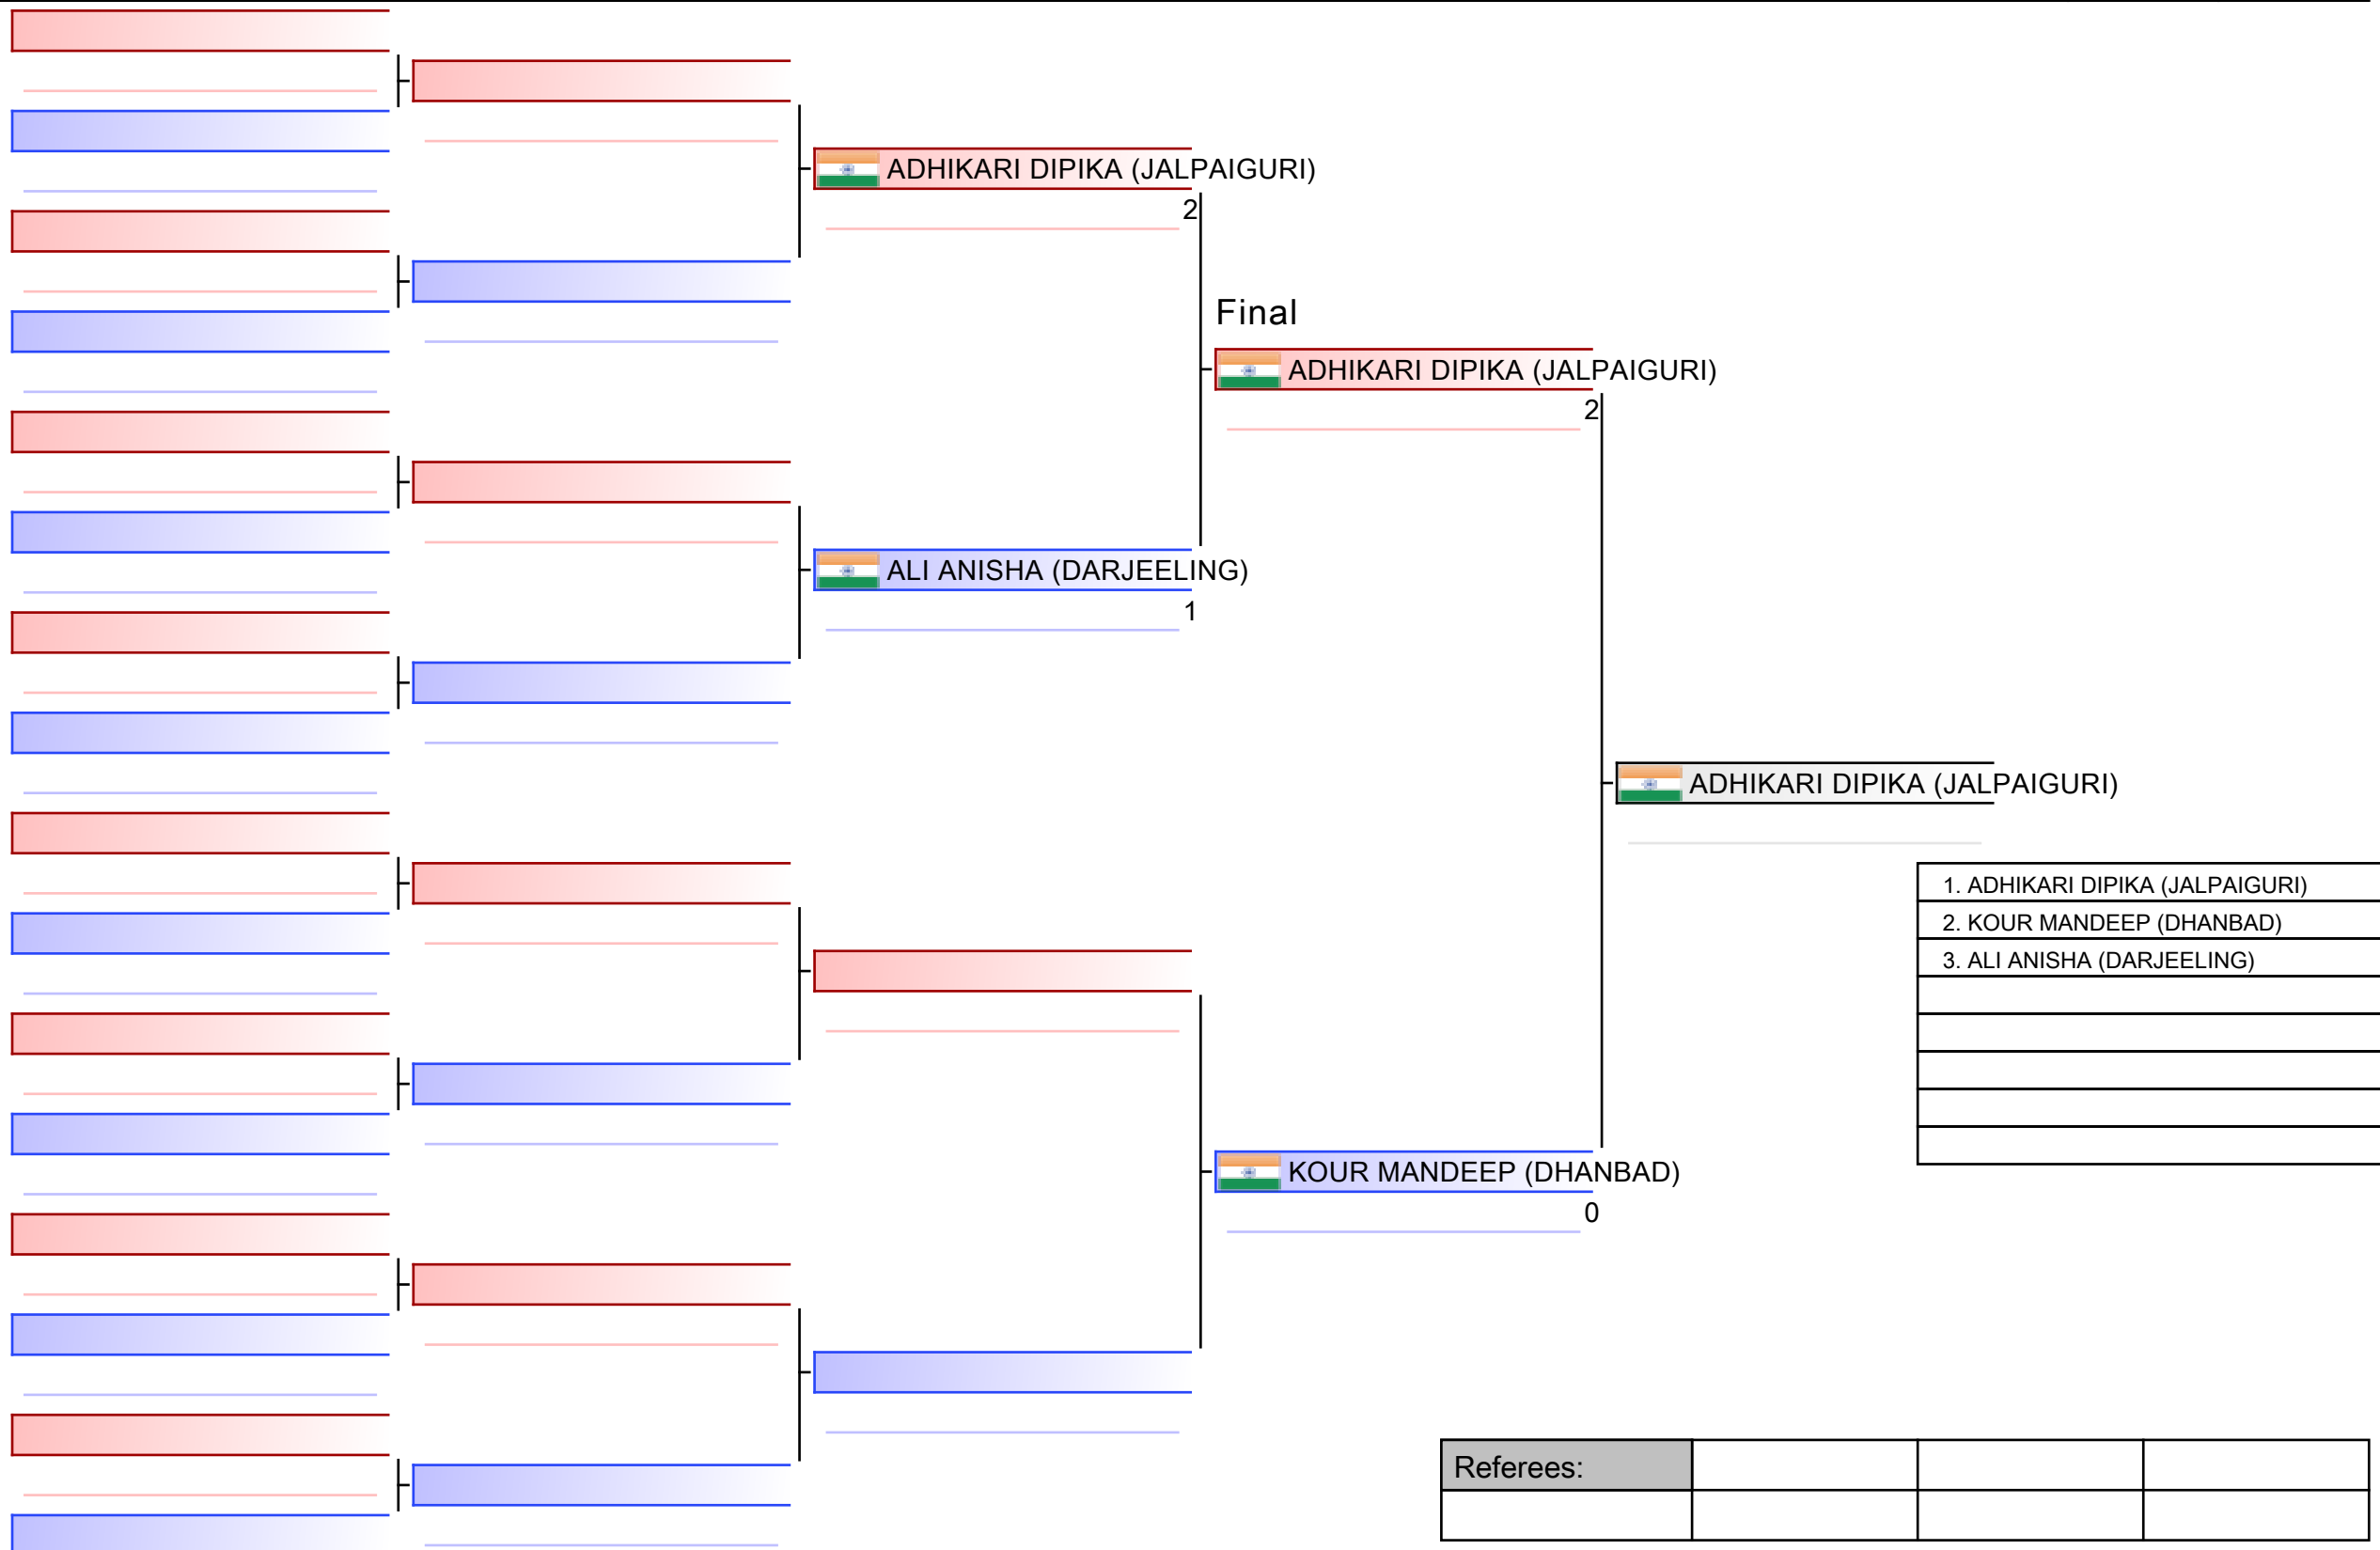 ADHIKARI DIPIKA (JALPAIGURI)
2
Final
ADHIKARI DIPIKA (JALPAIGURI)
2
ALI ANISHA (DARJEELING)
1
ADHIKARI DIPIKA (JALPAIGURI)
1. ADHIKARI DIPIKA (JALPAIGURI)
2. KOUR MANDEEP (DHANBAD)
3. ALI ANISHA (DARJEELING)
KOUR MANDEEP (DHANBAD)
0
Referees: